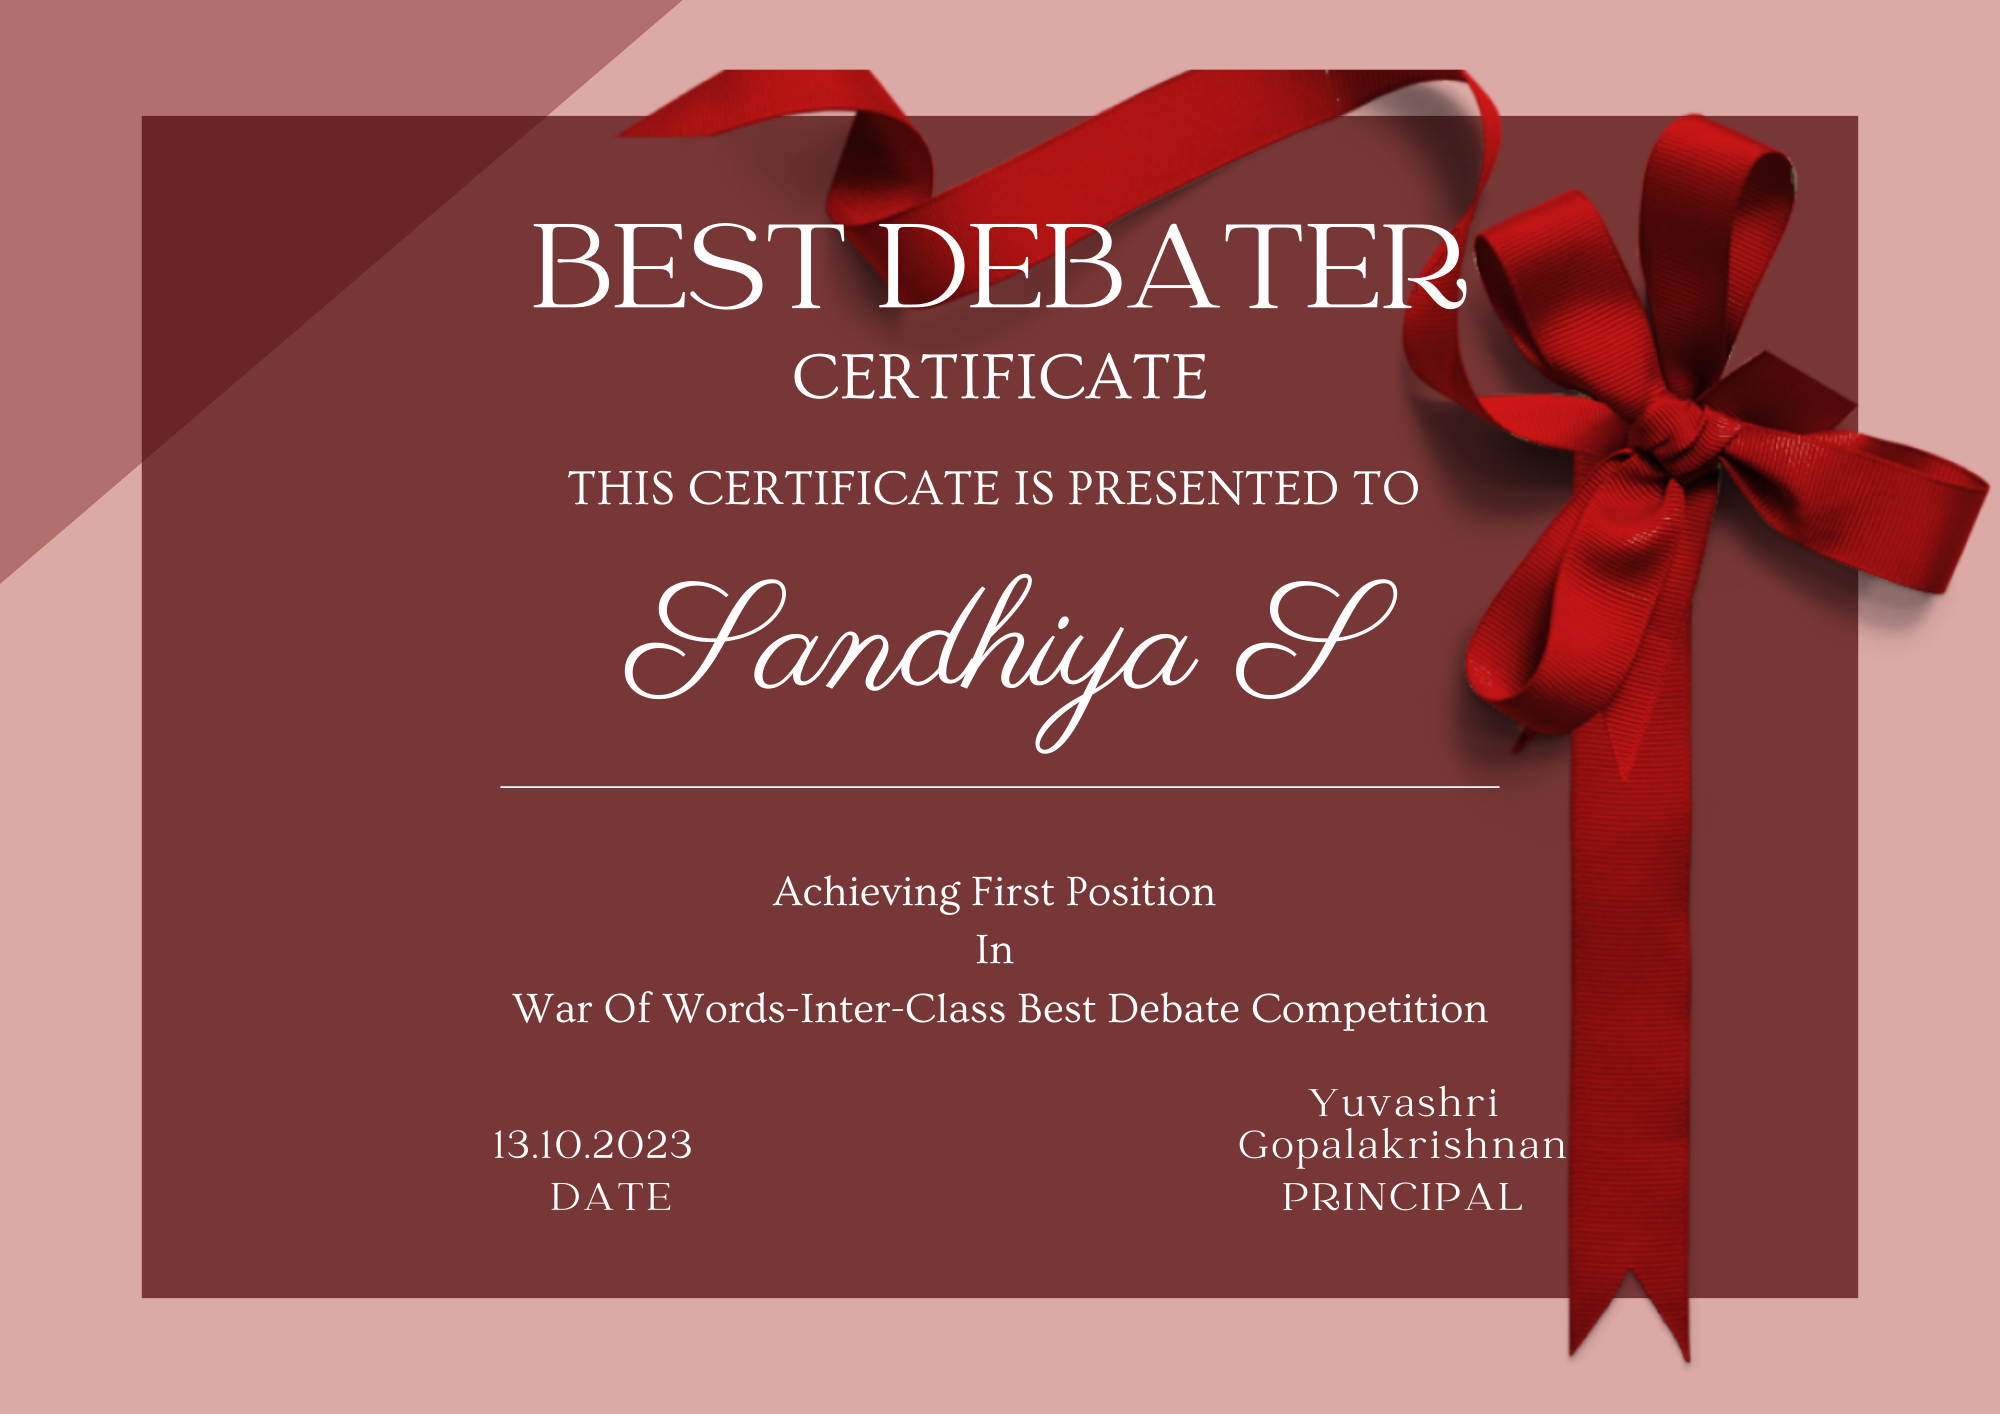 BEST DEBATER
CERTIFICATE
THIS CERTIFICATE IS PRESENTED TO
Sandhiya S
Achieving First Position
In
War Of Words-Inter-Class Best Debate Competition
13.10.2023
DATE
Yuvashri
Gopalakrishnan
PRINCIPAL